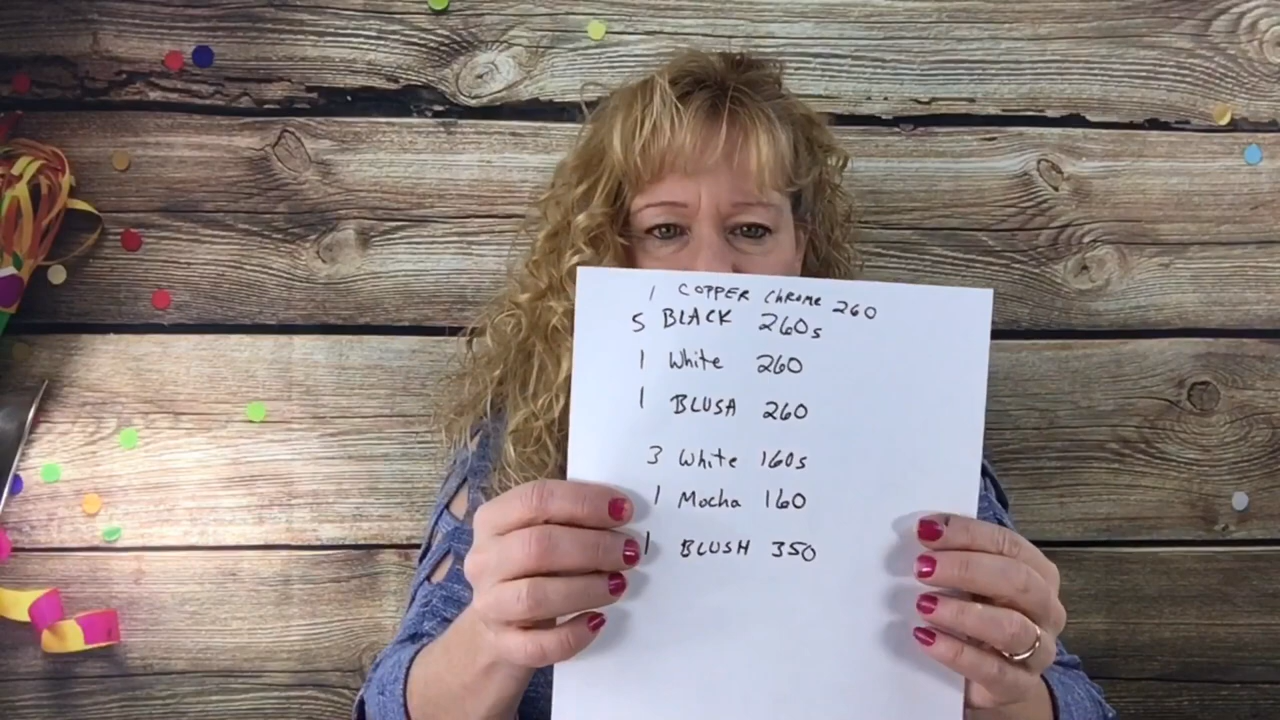 1 COPPER Chrome 260
5 BLACK 260s
1 White 260
1 BLUSH 260
3 White 160s
1 Mocha 160
1 BLUSH 350